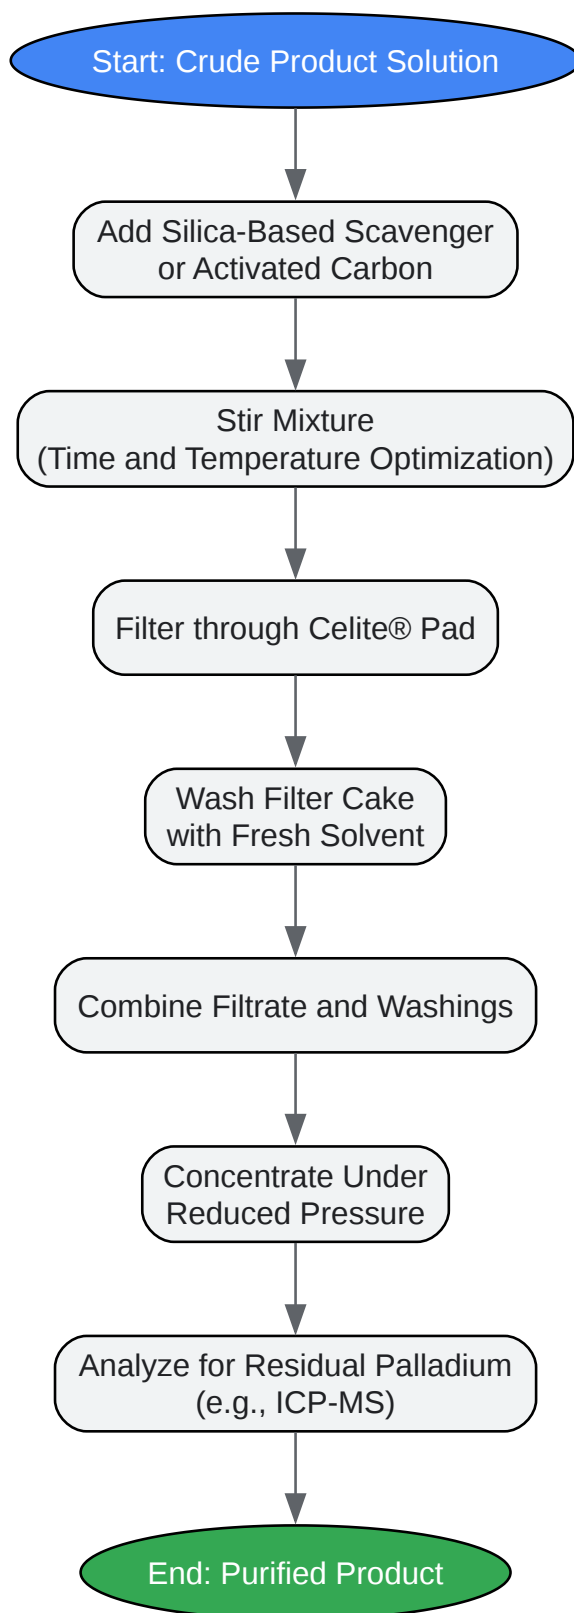 Start: Crude Product Solution
Add Silica-Based Scavenger
or Activated Carbon
Stir Mixture
(Time and Temperature Optimization)
Filter through Celite® Pad
Wash Filter Cake
with Fresh Solvent
Combine Filtrate and Washings
Concentrate Under
Reduced Pressure
Analyze for Residual Palladium
(e.g., ICP-MS)
End: Purified Product